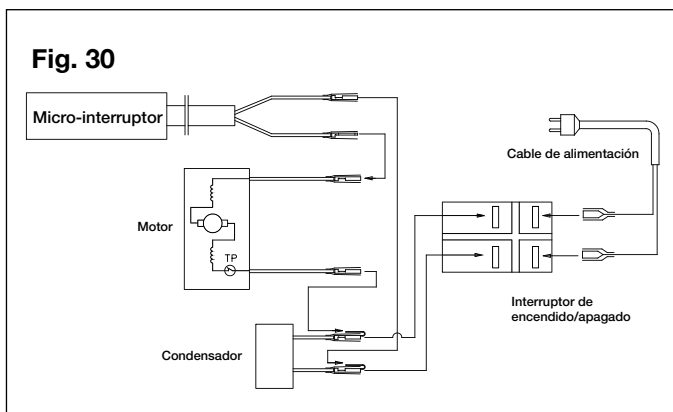 Fig. 30
Micro-interruptor
Cable de alimentación
Motor
TP
Interruptor de
encendido/apagado
Condensador